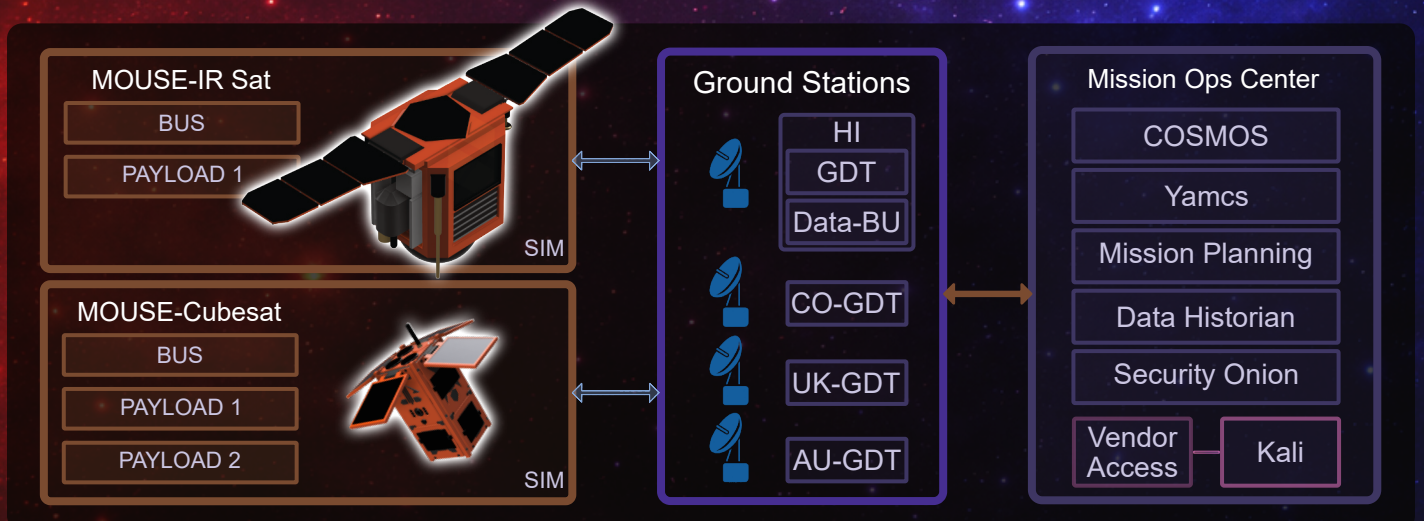 MOUSE-IR Sat
BUS
PAYLOAD 1
SIM
MOUSE-Cubesat
BUS
PAYLOAD 1
PAYLOAD 2
SIM
Ground Stations
HI
GDT
Data-BU
CO-GDT
UK-GDT
AU-GDT
Mission Ops Center
COSMOS
Yamcs
Mission Planning
Data Historian
Security Onion
Vendor
Access
Kali